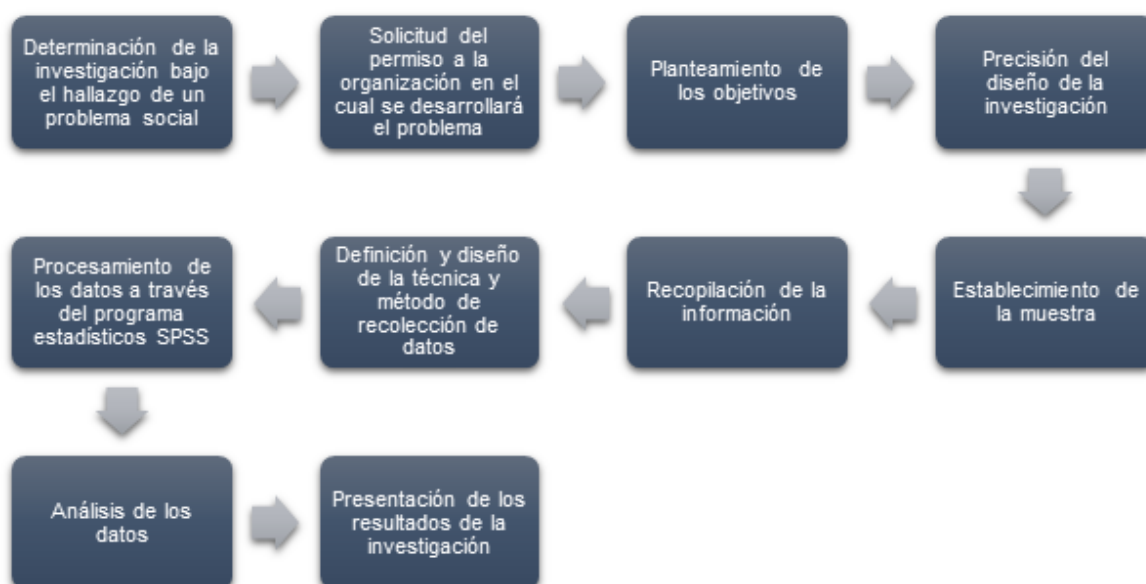 Determinación de la
investigación bajo
el hallazgo de un
problema social
Solicitud del
permiso a la
organización en el
cual se desarrollará
el problema
Planteamiento de
los objetivos
Precisión del
diseño de la
investigación
Establecimiento de
la muestra
Recopilación de la
información
Definición y diseño
de la técnica y
método de
recolección de
datos
Procesamiento de
los datos a través
del programa
estadísticos SPSS
Análisis de los
datos
Presentación de los
resultados de la
investigación